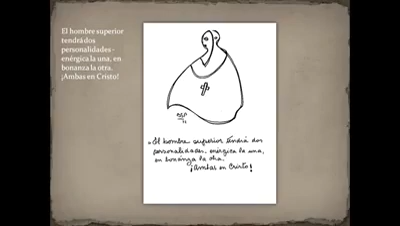 El hombre superior
tendrá dos
personalidades -
enérgica la una, en
bonanza la otra.
¡Ambas en Cristo!
"El hombre superior tendrá dos
personalidades - enérgica la una,
en bonanza la otra.
¡Ambas en Cristo!